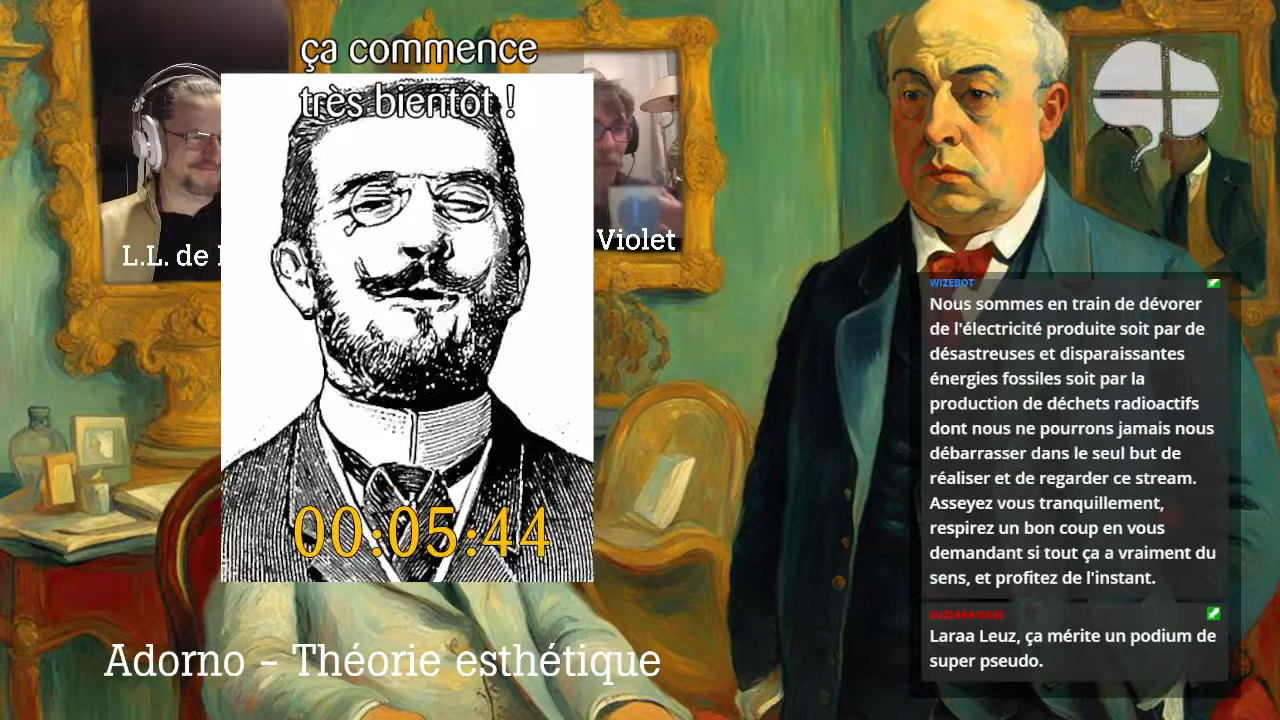 ça commence
très bientôt !
L.L. de
Violet
00:05:44
Adorno – Théorie esthétique
WIZEBOT
Nous sommes en train de dévorer
de l'électricité produite soit par de
désastreuses et disparaissantes
énergies fossiles soit par la
production de déchets radioactifs
dont nous ne pourrons jamais nous
débarrasser dans le seul but de
réaliser et de regarder ce stream.
Asseyez vous tranquillement,
respirez un bon coup en vous
demandant si tout ça a vraiment du
sens, et profitez de l'instant.
SUZEARAIGNEE
Laraa Leuz, ça mérite un podium de
super pseudo.